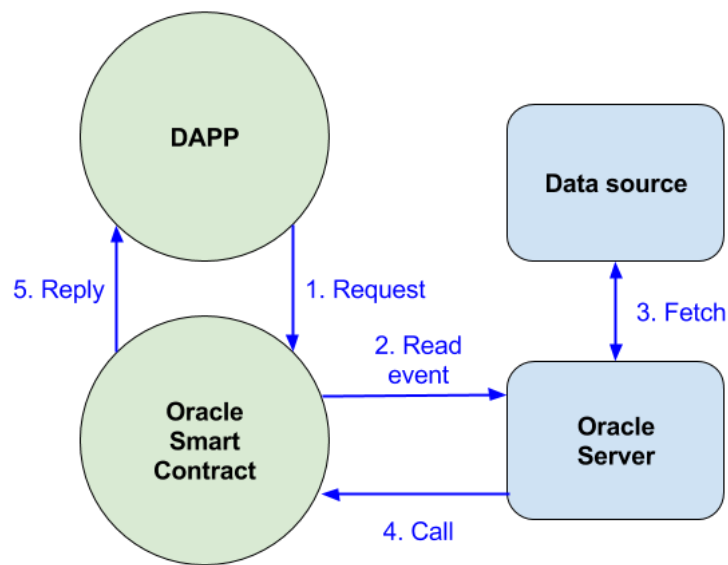 DAPP
Data source
5. Reply
1. Request
3. Fetch
2. Read
event
Oracle
Smart
Contract
Oracle
Server
4. Call